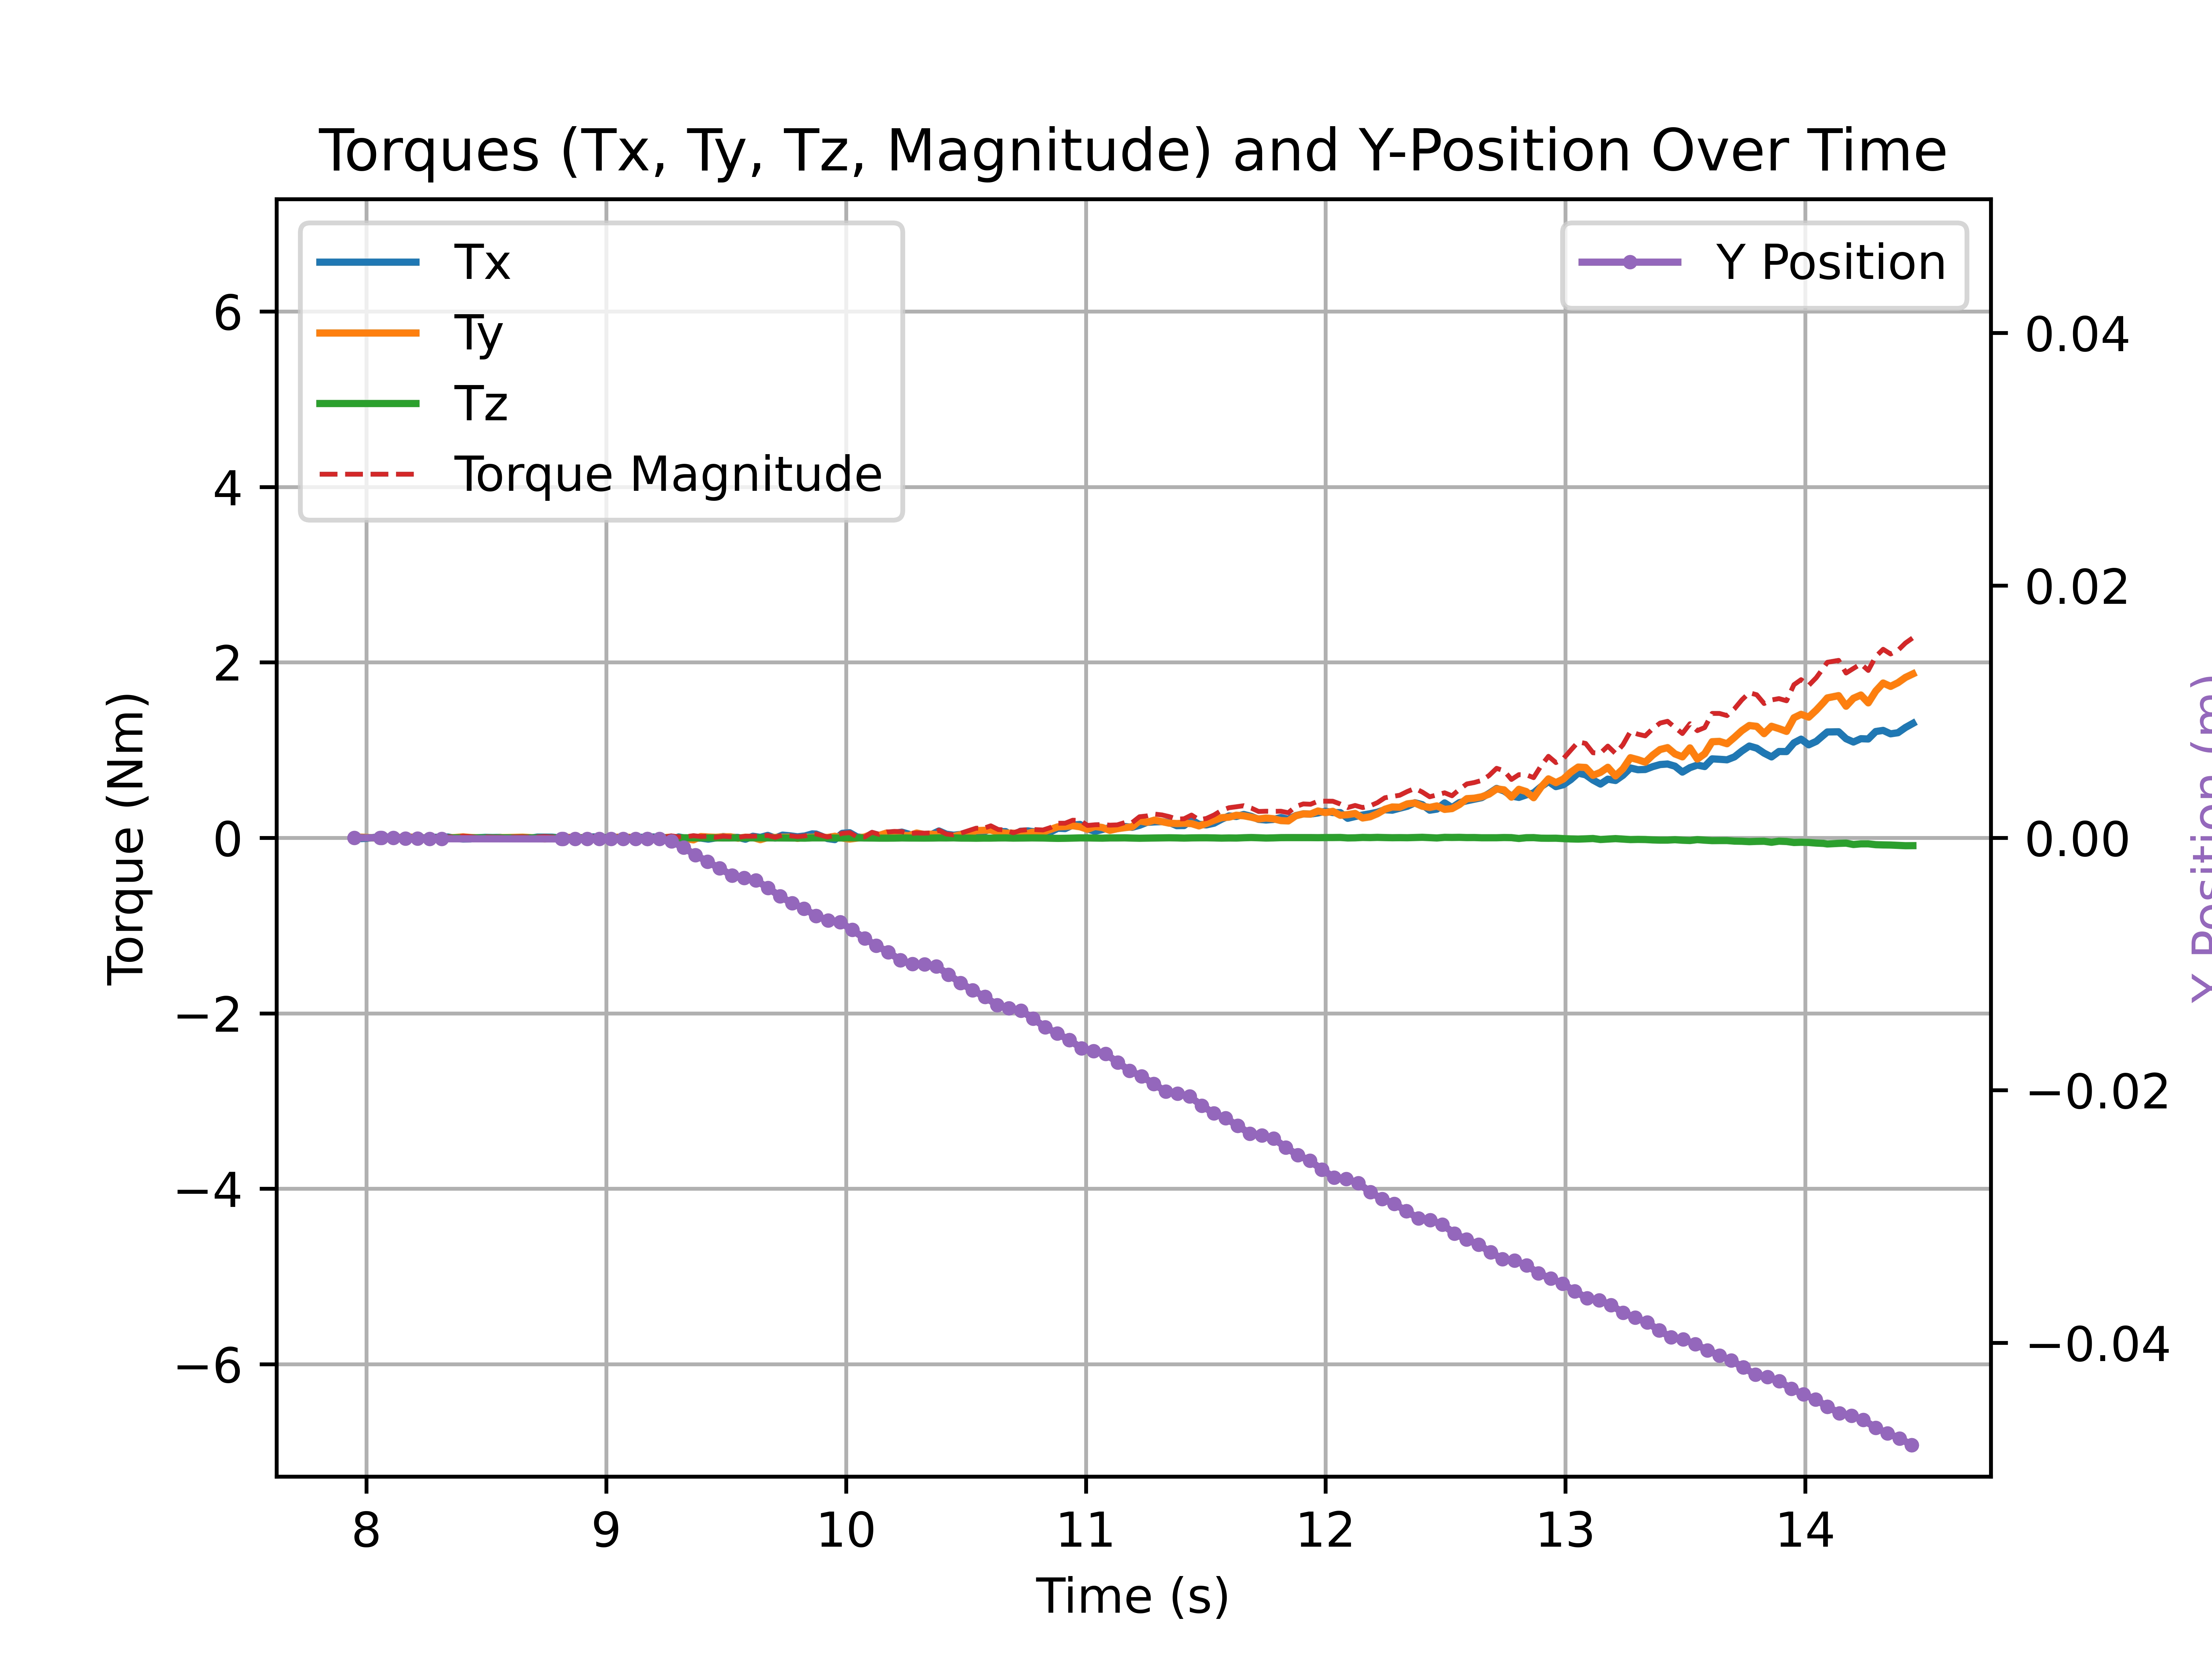 Torques (Tx, Ty, Tz, Magnitude) and Y-Position Over Time
Tx
Ty
Tz
Torque Magnitude
Y Position
Torque (Nm)
6
4
2
0
−2
−4
−6
0.04
0.02
0.00
−0.02
−0.04
Y Position (m)
8 9 10 11 12 13 14
Time (s)